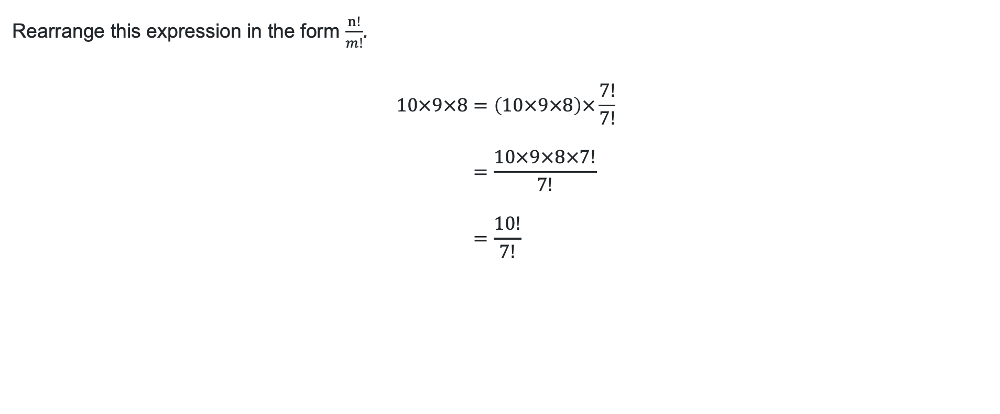 Rearrange this expression in the form n!/m!.
10×9×8 = (10×9×8)×7!/7!
= 10×9×8×7!/7!
= 10!/7!